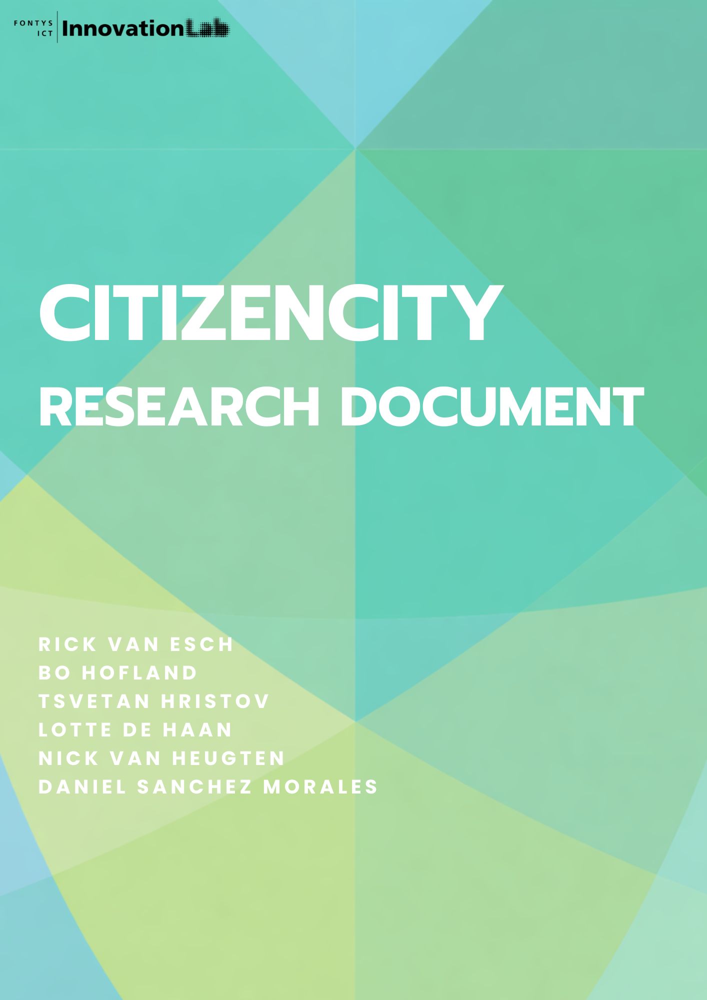 FONTYS
ICT
InnovationLab
CITIZENCITY
RESEARCH DOCUMENT
RICK VAN ESCH
BO HOFLAND
TSVETAN HRISTOV
LOTTE DE HAAN
NICK VAN HEUGTEN
DANIEL SANCHEZ MORALES